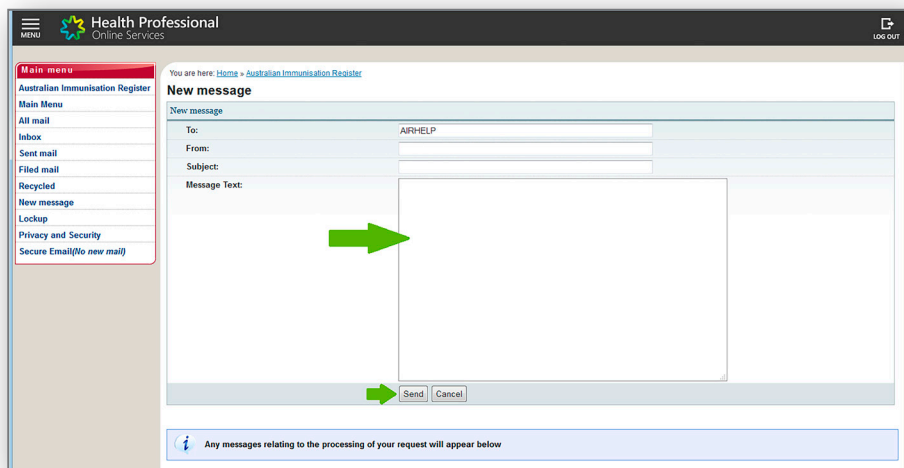 Health Professional
Online Services
MENU
LOG OUT
Main menu
Australian Immunisation Register
Main Menu
All mail
Inbox
Sent mail
Filed mail
Recycled
New message
Lockup
Privacy and Security
Secure Email(No new mail)
You are here: Home » Australian Immunisation Register
New message
New message
To: AIRHELP
From:
Subject:
Message Text:
Send Cancel
i Any messages relating to the processing of your request will appear below